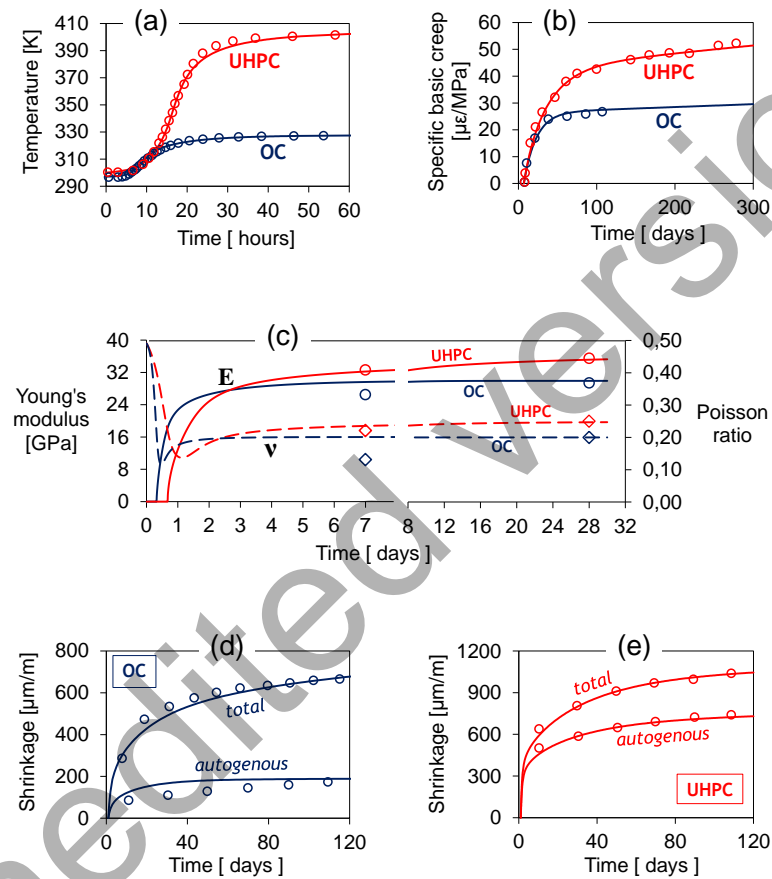 (a)
Temperature [K]
410
390
370
350
330
310
290
UHPC
OC
0 10 20 30 40 50 60
Time [ hours]
(b)
Specific basic creep
[µε/MPa]
60
50
40
30
20
10
0
UHPC
OC
0 100 200 300
Time [ days ]
(c)
Young's
modulus
[GPa]
40
32
24
16
8
0
E
ν
UHPC
OC
UHPC
OC
0,50
0,40
0,30
0,20
0,10
0,00
Poisson
ratio
0 1 2 3 4 5 6 7 8 12 16 20 24 28 32
Time [ days ]
(d)
Shrinkage [µm/m]
800
600
400
200
0
OC
total
autogenous
0 40 80 120
Time [ days ]
(e)
Shrinkage [µm/m]
1200
900
600
300
0
total
autogenous
UHPC
0 40 80 120
Time [ days ]
edited versio